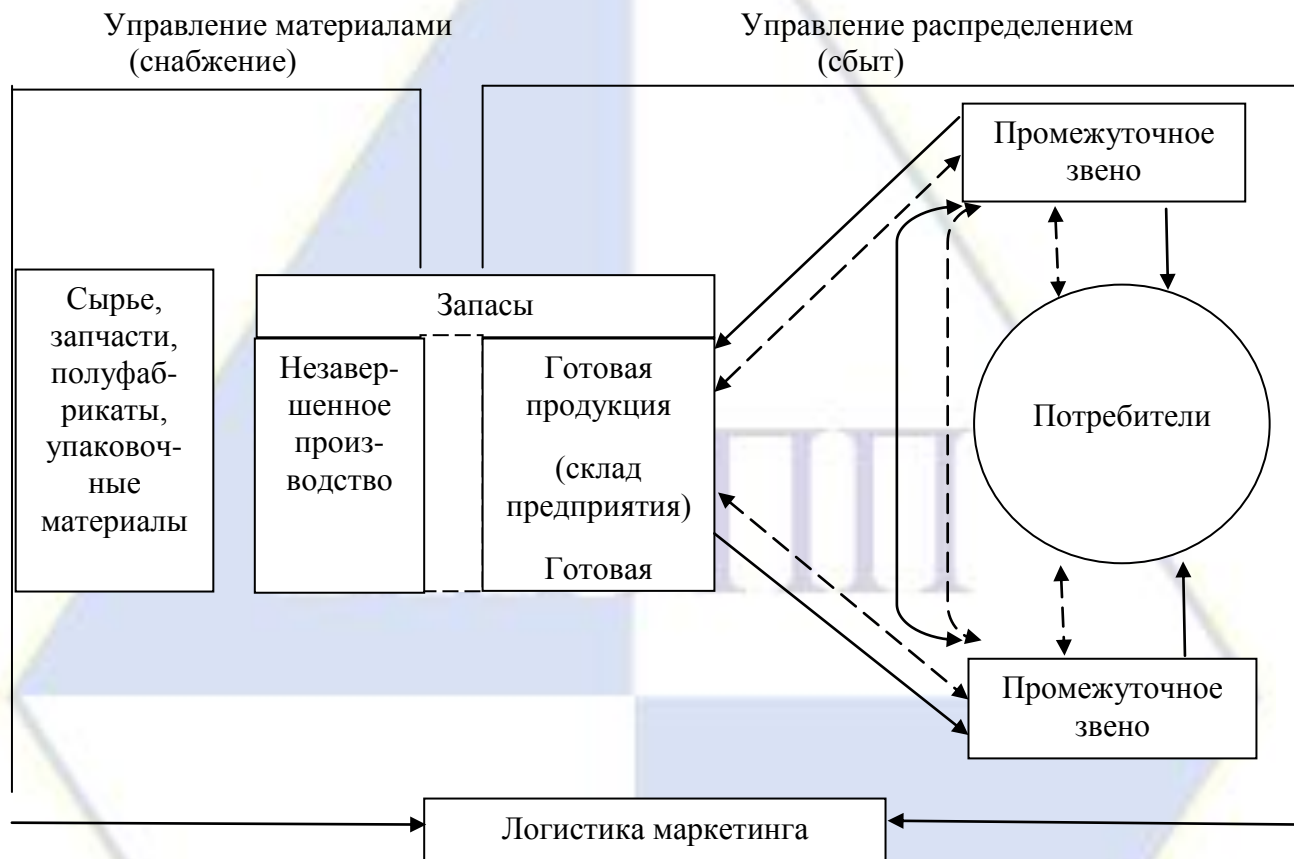 Управление материалами
(снабжение)
Управление распределением
(сбыт)
Промежуточное
звено
Сырье,
запчасти,
полуфаб-
рикаты,
упаковоч-
ные
материалы
Запасы
Незавер-
шенное
произ-
водство
Готовая
продукция
(склад
предприятия)
Готовая
Потребители
Промежуточное
звено
Логистика маркетинга